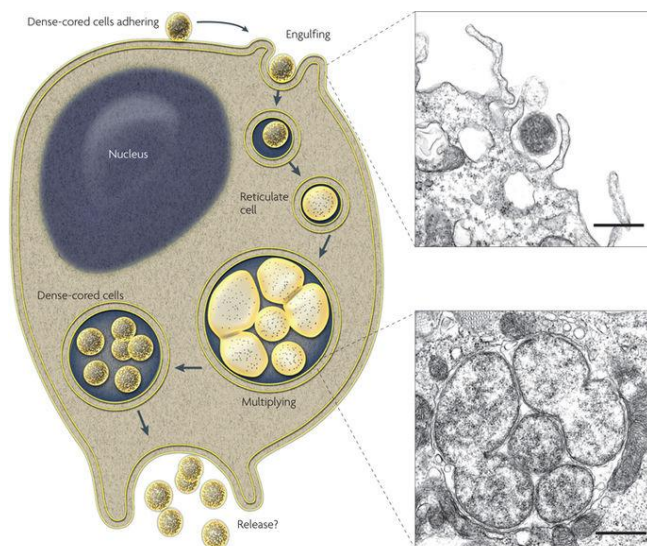 Dense-cored cells adhering
Engulfing
Nucleus
Reticulate
cell
Dense-cored cells
Multiplying
Release?